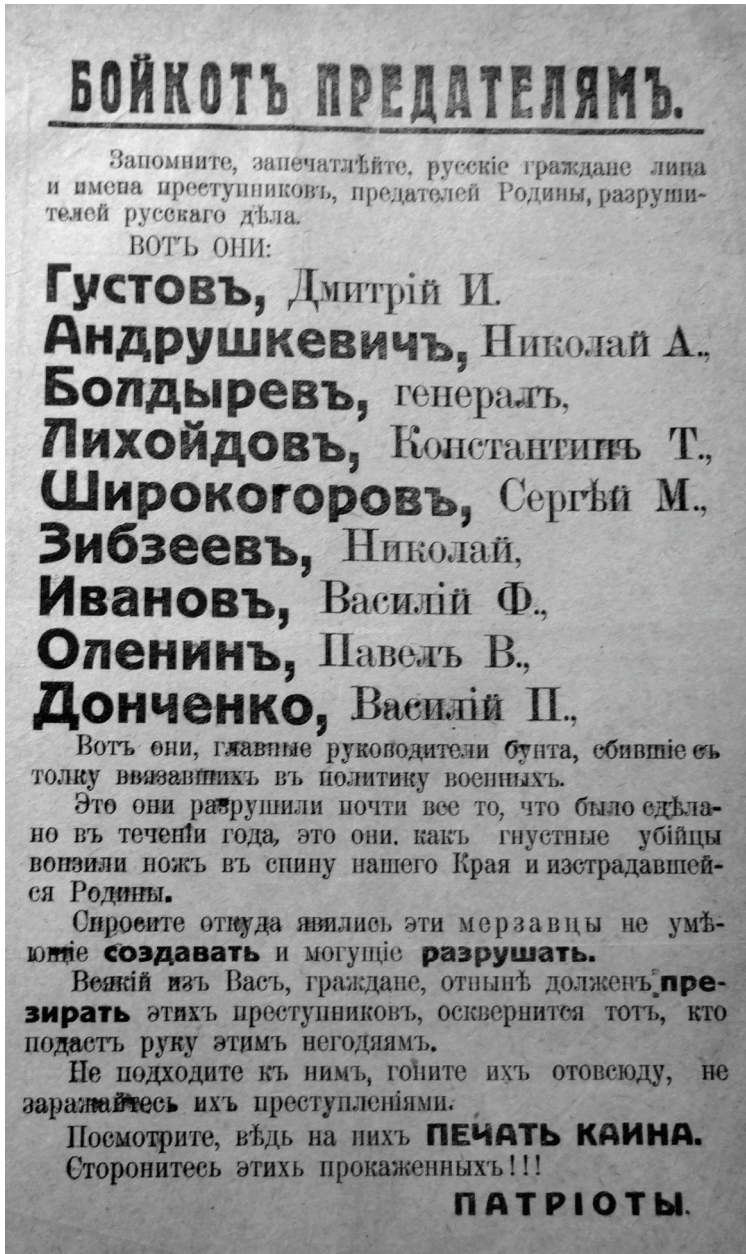 БОЙКОТЪ ПРЕДАТЕЛЯМЪ.
Запомните, запечатлѣйте, русскіе граждане лица
и имена преступниковъ, предателей Родины, разруши-
телей русскаго дѣла.
ВОТЪ ОНИ:
Густовъ, Дмитрій И.
Андрушкевичъ, Николай А.,
Болдыревъ, генералъ,
Лихойдовъ, Константинъ Т.,
Широкогоровъ, Сергѣй М.,
Зибзеевъ, Николай,
Ивановъ, Василій Ф.,
Оленинъ, Павелъ В.,
Донченко, Василій П.,
Вотъ они, главные руководители бунта, сбившіе съ
толку ввязавшихъ въ политику военныхъ.
Это они разрушили почти все то, что было сдѣла-
но въ теченіи года, это они. какъ гнустные убійцы
вонзили ножъ въ спину нашего Края и изстрадавшей-
ся Родины.
Спросите откуда явились эти мерзавцы не умѣ-
ющіе создавать и могущіе разрушать.
Всякій изъ Васъ, граждане, отнынѣ долженъ пре-
зирать этихъ преступниковъ, осквернится тотъ, кто
подастъ руку этимъ негодяямъ.
Не подходите къ нимъ, гоните ихъ отовсюду, не
заражайтесь ихъ преступленіями.
Посмотрите, вѣдь на нихъ ПЕЧАТЬ КАИНА.
Сторонитесь этихь прокаженныхъ!!!
ПАТРІОТЫ.